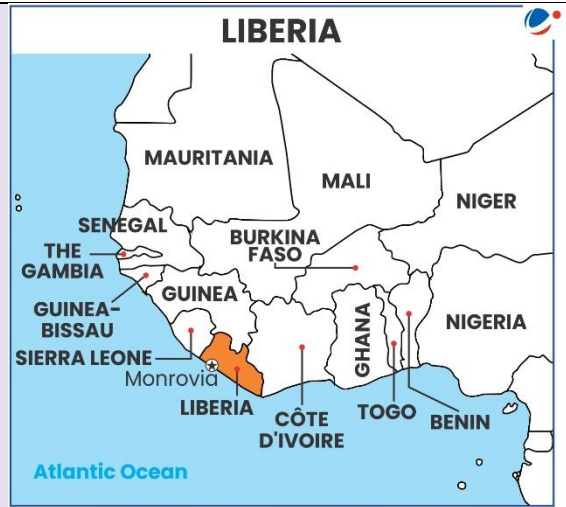 LIBERIA
MAURITANIA
MALI
NIGER
SENEGAL
THE
GAMBIA
BURKINA
FASO
GUINEA
GUINEA-
BISSAU
GHANA
NIGERIA
SIERRA LEONE
Monrovia
LIBERIA
CÔTE
D'IVOIRE
TOGO
BENIN
Atlantic Ocean